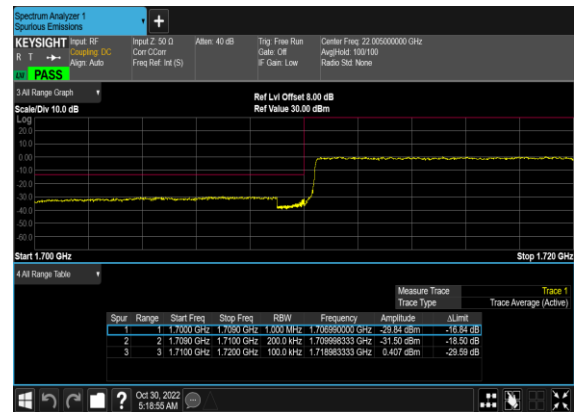 Spectrum Analyzer 1
Spurious Emissions
KEYSIGHT Input: RF Input Z: 50 Ω Atten: 40 dB Trig: Free Run Center Freq: 22.005000000 GHz
R T Coupling: DC Corr CCorr Gate: Off Avg|Hold: 100/100
Align: Auto Freq Ref: Int (S) IF Gain: Low Radio Std: None
LV PASS
3 All Range Graph
Ref Lvl Offset 8.00 dB
Scale/Div 10.0 dB Ref Value 30.00 dBm
Log
20.0
10.0
0.00
-10.0
-20.0
-30.0
-40.0
-50.0
-60.0
Start 1.700 GHz Stop 1.720 GHz
4 All Range Table
Measure Trace Trace 1
Trace Type Trace Average (Active)
Spur Range Start Freq Stop Freq RBW Frequency Amplitude ΔLimit
1 1 1.7000 GHz 1.7090 GHz 1.000 MHz 1.706990000 GHz -29.84 dBm -16.84 dB
2 2 1.7090 GHz 1.7100 GHz 200.0 kHz 1.709998333 GHz -31.50 dBm -18.50 dB
3 3 1.7100 GHz 1.7200 GHz 100.0 kHz 1.718983333 GHz 0.407 dBm -29.59 dB
? Oct 30, 2022
5:18:55 AM